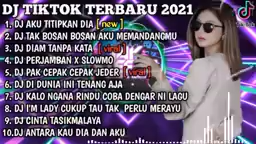 DJ TIKTOK TERBARU 2021
1. DJ AKU TITIPKAN DIA [ new ]
2. DJ TAK BOSAN BOSAN AKU MEMANDANGMU
3. DJ DIAM TANPA KATA [ viral ]
4. DJ PERJAMBAN X SLOWMO
5. DJ PAK CEPAK CEPAK JEDER [ viral ]
6. DJ DI DUNIA INI TENANG AJA
7. DJ KALO NGANA RINDU COBA DENGAR NI LAGU
8. DJ I'M LADY CUKUP TAU TAK PERLU MERAYU
9. DJ CINTA TASIKMALAYA
10. DJ ANTARA KAU DIA DAN AKU